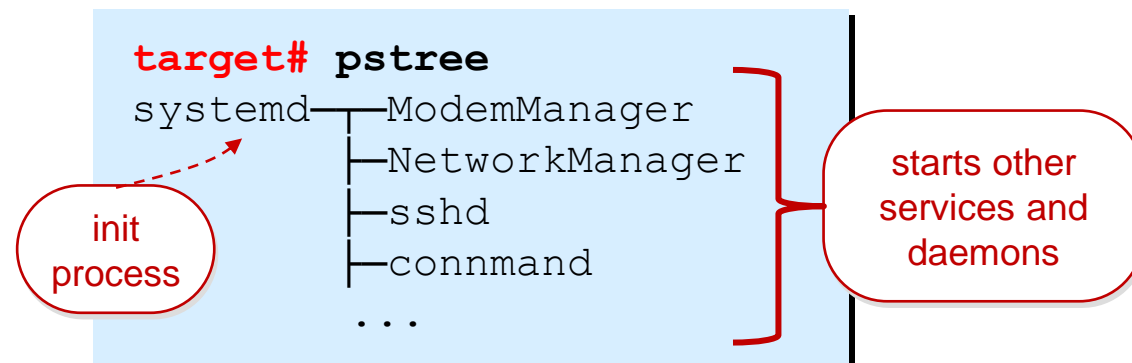 target# pstree
systemd─┬─ModemManager
├─NetworkManager
├─sshd
├─connmand
...
init
process
starts other
services and
daemons